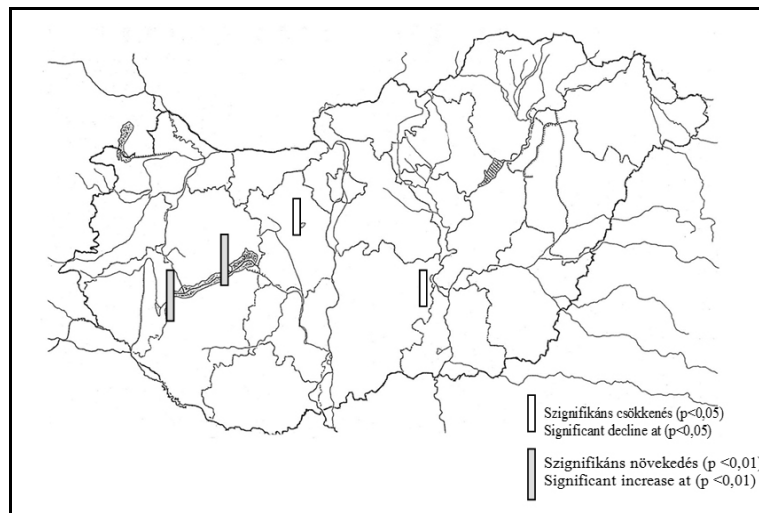 Szignifikáns csökkenés (p<0,05)
Significant decline at (p<0,05)
Szignifikáns növekedés (p <0,01)
Significant increase at (p <0,01)